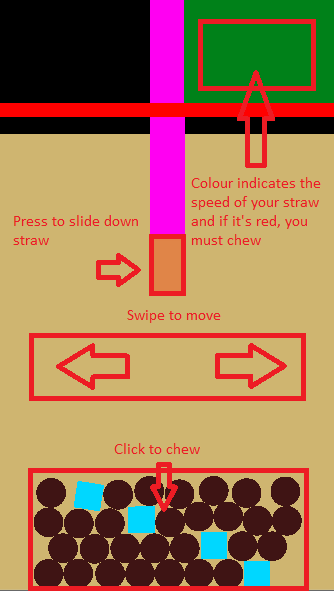 Colour indicates the
speed of your straw
and if it's red, you
must chew
Press to slide down
straw
Swipe to move
Click to chew